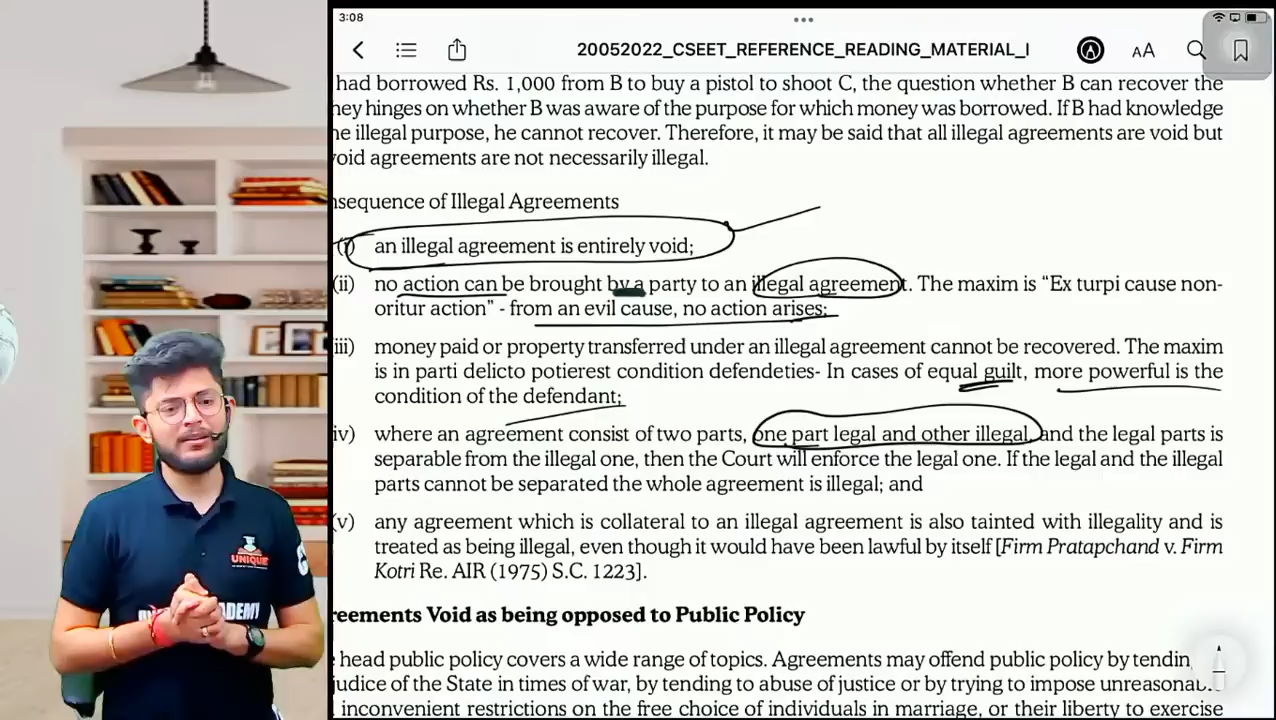 3:08
20052022_CSEET_REFERENCE_READING_MATERIAL_I
AA
had borrowed Rs. 1,000 from B to buy a pistol to shoot C, the question whether B can recover the
ney hinges on whether B was aware of the purpose for which money was borrowed. If B had knowledge
he illegal purpose, he cannot recover. Therefore, it may be said that all illegal agreements are void but
void agreements are not necessarily illegal.
nsequence of Illegal Agreements
(i) an illegal agreement is entirely void;
(ii) no action can be brought by a party to an illegal agreement. The maxim is “Ex turpi cause non-
oritur action” - from an evil cause, no action arises;
iii) money paid or property transferred under an illegal agreement cannot be recovered. The maxim
is in parti delicto potierest condition defendeties- In cases of equal guilt, more powerful is the
condition of the defendant;
iv) where an agreement consist of two parts, one part legal and other illegal, and the legal parts is
separable from the illegal one, then the Court will enforce the legal one. If the legal and the illegal
parts cannot be separated the whole agreement is illegal; and
(v) any agreement which is collateral to an illegal agreement is also tainted with illegality and is
treated as being illegal, even though it would have been lawful by itself [Firm Pratapchand v. Firm
Kotri Re. AIR (1975) S.C. 1223].
reements Void as being opposed to Public Policy
head public policy covers a wide range of topics. Agreements may offend public policy by tending
judice of the State in times of war, by tending to abuse of justice or by trying to impose unreasonable
inconvenient restrictions on the free choice of individuals in marriage, or their liberty to exercise
UNIQUE